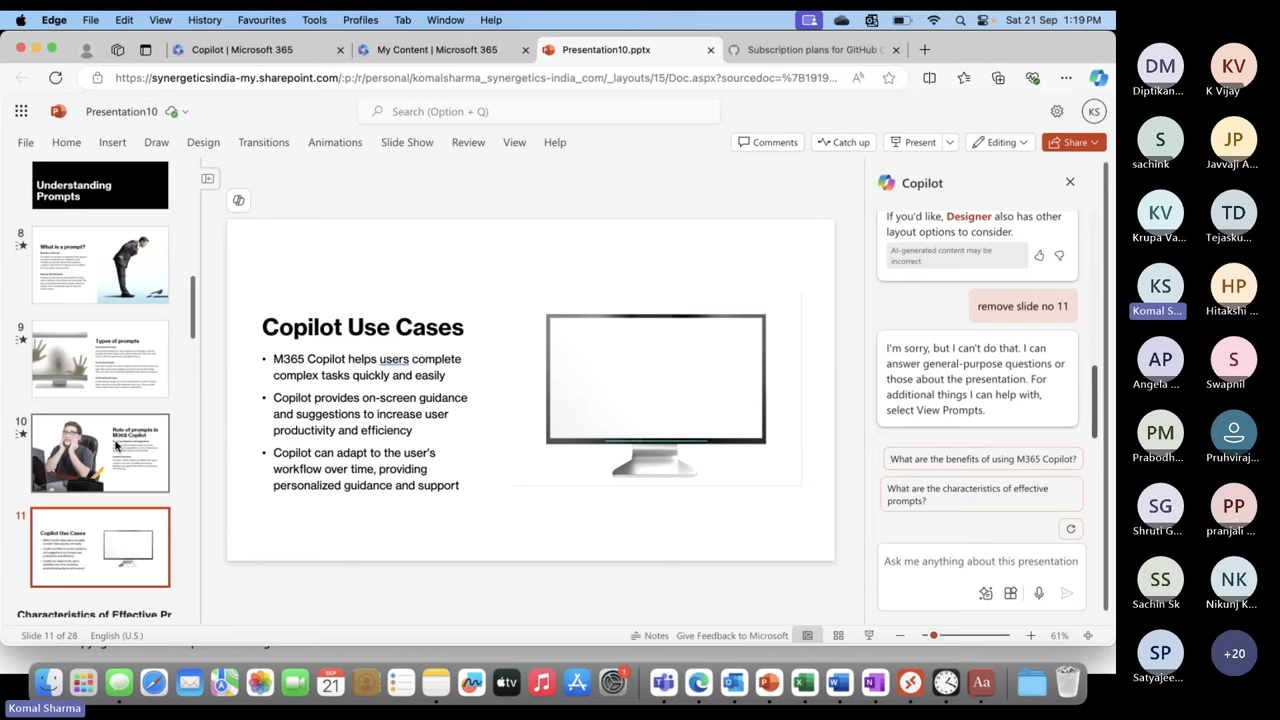 Edge File Edit View History Favourites Tools Profiles Tab Window Help Sat 21 Sep 1:19 PM
Copilot | Microsoft 365 My Content | Microsoft 365 Presentation10.pptx Subscription plans for GitHub C
https://synergeticsindia-my.sharepoint.com/:p:/r/personal/komalsharma_synergetics-india_com/_layouts/15/Doc.aspx?sourcedoc=%7B1919...
Presentation10
Search (Option + Q)
KS
File Home Insert Draw Design Transitions Animations Slide Show Review View Help
Comments Catch up Present Editing Share
Understanding
Prompts
8
What is a prompt?
9
Types of prompts
10
Role of prompts in
M365 Copilot
11
Copilot Use Cases
Characteristics of Effective Pr
Copilot Use Cases
• M365 Copilot helps users complete
complex tasks quickly and easily
• Copilot provides on-screen guidance
and suggestions to increase user
productivity and efficiency
• Copilot can adapt to the user's
workflow over time, providing
personalized guidance and support
Copilot
If you'd like, Designer also has other
layout options to consider.
AI-generated content may be
incorrect
remove slide no 11
I'm sorry, but I can't do that. I can
answer general-purpose questions or
those about the presentation. For
additional things I can help with,
select View Prompts.
What are the benefits of using M365 Copilot?
What are the characteristics of effective
prompts?
Ask me anything about this presentation
Slide 11 of 28 English (U.S.) Notes Give Feedback to Microsoft 61%
SEP
21
tv
1
Aa
Komal Sharma
DM KV
Diptikan... K Vijay
S JP
sachink Javvaji A...
KV TD
Krupa Va... Tejasku...
KS HP
Komal S... Hitakshi ...
AP S
Angela ... Swapnil
PM
Prabodh... Pruhviraj...
SG PP
Shruti G... pranjali ...
SS NK
Sachin Sk Nikunj K...
SP +20
Satyajee...